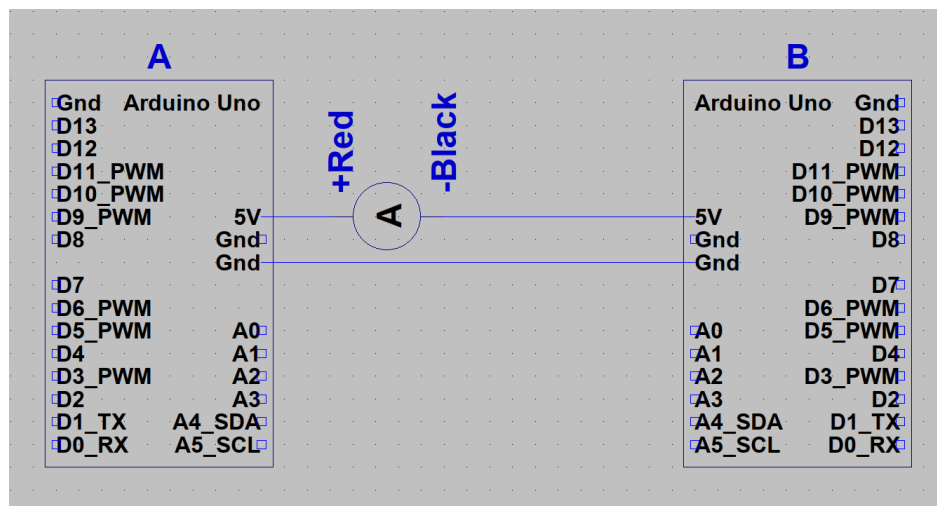 A
B
Gnd Arduino Uno
D13
D12
D11_PWM
D10_PWM
D9_PWM 5V
D8 Gnd
Gnd
D7
D6_PWM
D5_PWM A0
D4 A1
D3_PWM A2
D2 A3
D1_TX A4_SDA
D0_RX A5_SCL
+Red
A
-Black
Arduino Uno Gnd
D13
D12
D11_PWM
D10_PWM
5V D9_PWM
Gnd D8
Gnd
D7
D6_PWM
A0 D5_PWM
A1 D4
A2 D3_PWM
A3 D2
A4_SDA D1_TX
A5_SCL D0_RX